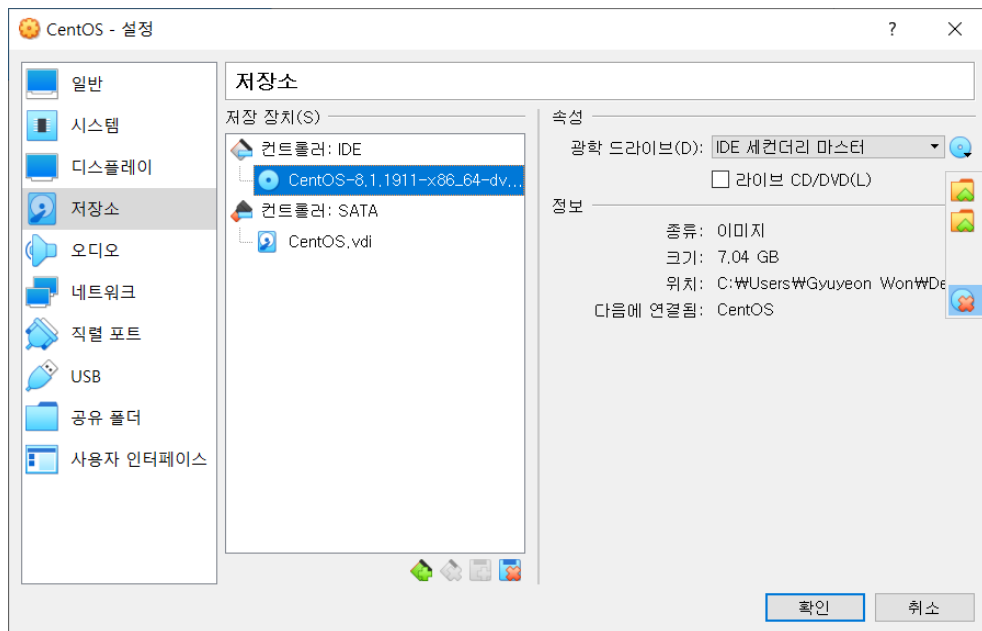 CentOS - 설정
?
일반
시스템
디스플레이
저장소
오디오
네트워크
직렬 포트
USB
공유 폴더
사용자 인터페이스
저장소
저장 장치(S)
컨트롤러: IDE
CentOS-8.1.1911-x86_64-dv...
컨트롤러: SATA
CentOS.vdi
속성
광학 드라이브(D): IDE 세컨더리 마스터
라이브 CD/DVD(L)
정보
종류: 이미지
크기: 7.04 GB
위치: C:₩Users₩Gyuyeon Won₩De
다음에 연결됨: CentOS
확인
취소